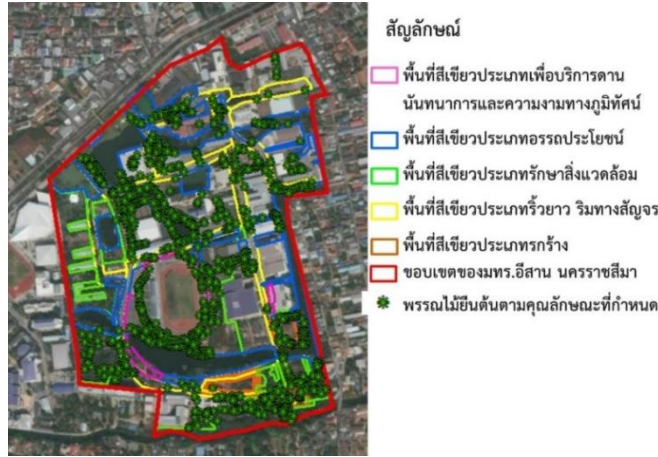 สัญลักษณ์
พื้นที่สีเขียวประเภทเพื่อบริการดาน
นันทนาการและความงามทางภูมิทัศน์
พื้นที่สีเขียวประเภทอรรถประโยชน์
พื้นที่สีเขียวประเภทรักษาสิ่งแวดล้อม
พื้นที่สีเขียวประเภทริ้วยาว ริมทางสัญจร
พื้นที่สีเขียวประเภทรกร้าง
ขอบเขตของมทร.อีสาน นครราชสีมา
พรรณไม้ยืนต้นตามคุณลักษณะที่กำหนด